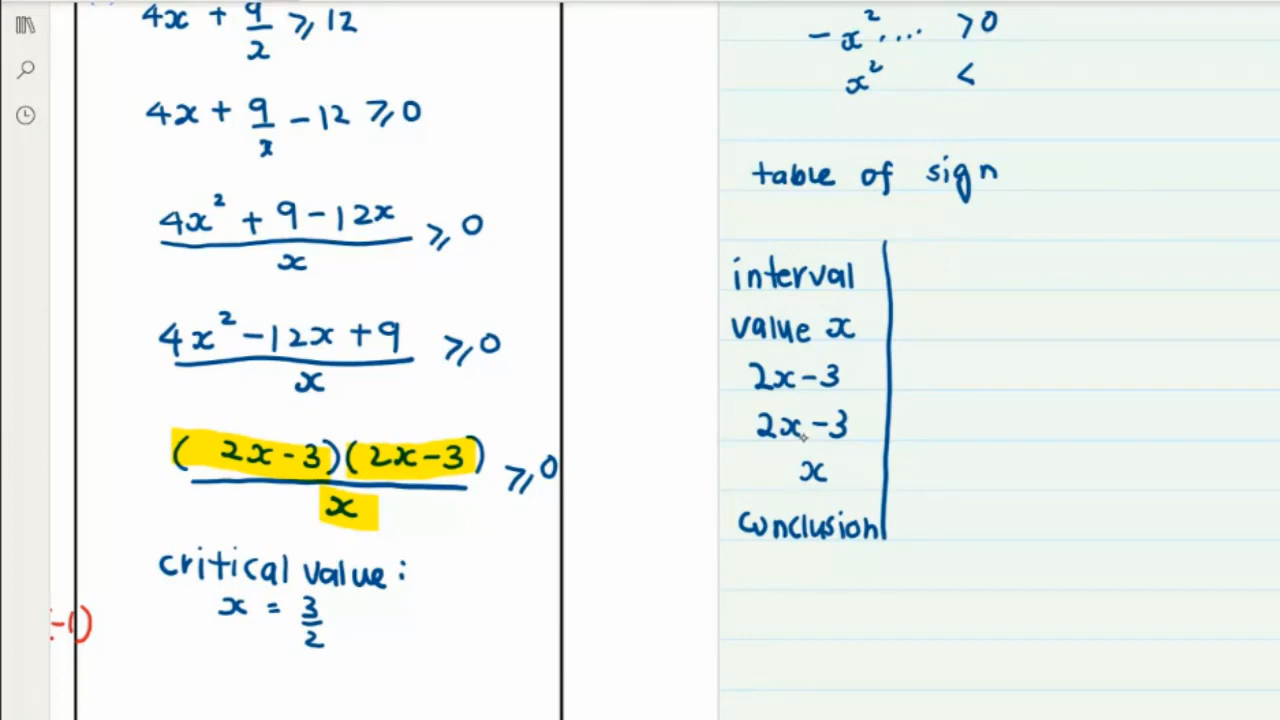 4x + 9/2 ⩾ 12
4x + 9/x - 12 ⩾ 0
4x² + 9 - 12x / x ⩾ 0
4x² - 12x + 9 / x ⩾ 0
( 2x - 3)(2x - 3) / x ⩾ 0
critical value :
x = 3/2
-1)
- x² .... > 0
x² <
table of sign
interval
value x
2x - 3
2x - 3
x
conclusion